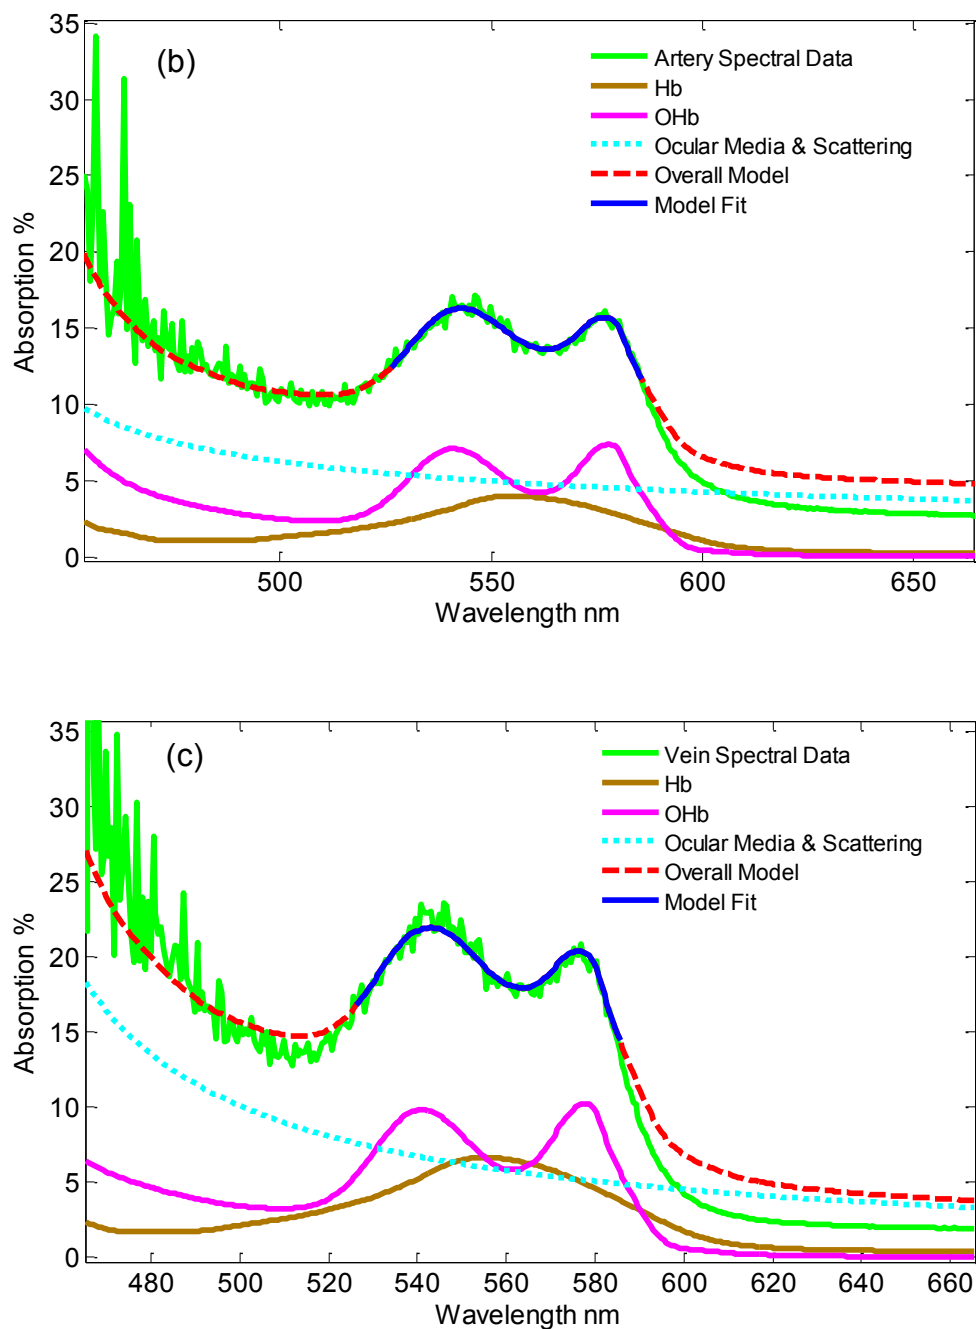 35
30
25
20
15
10
5
0
Absorption %
(b)
Artery Spectral Data
Hb
OHb
Ocular Media & Scattering
Overall Model
Model Fit
500 550 600 650
Wavelength nm
35
30
25
20
15
10
5
0
Absorption %
(c)
Vein Spectral Data
Hb
OHb
Ocular Media & Scattering
Overall Model
Model Fit
480 500 520 540 560 580 600 620 640 660
Wavelength nm